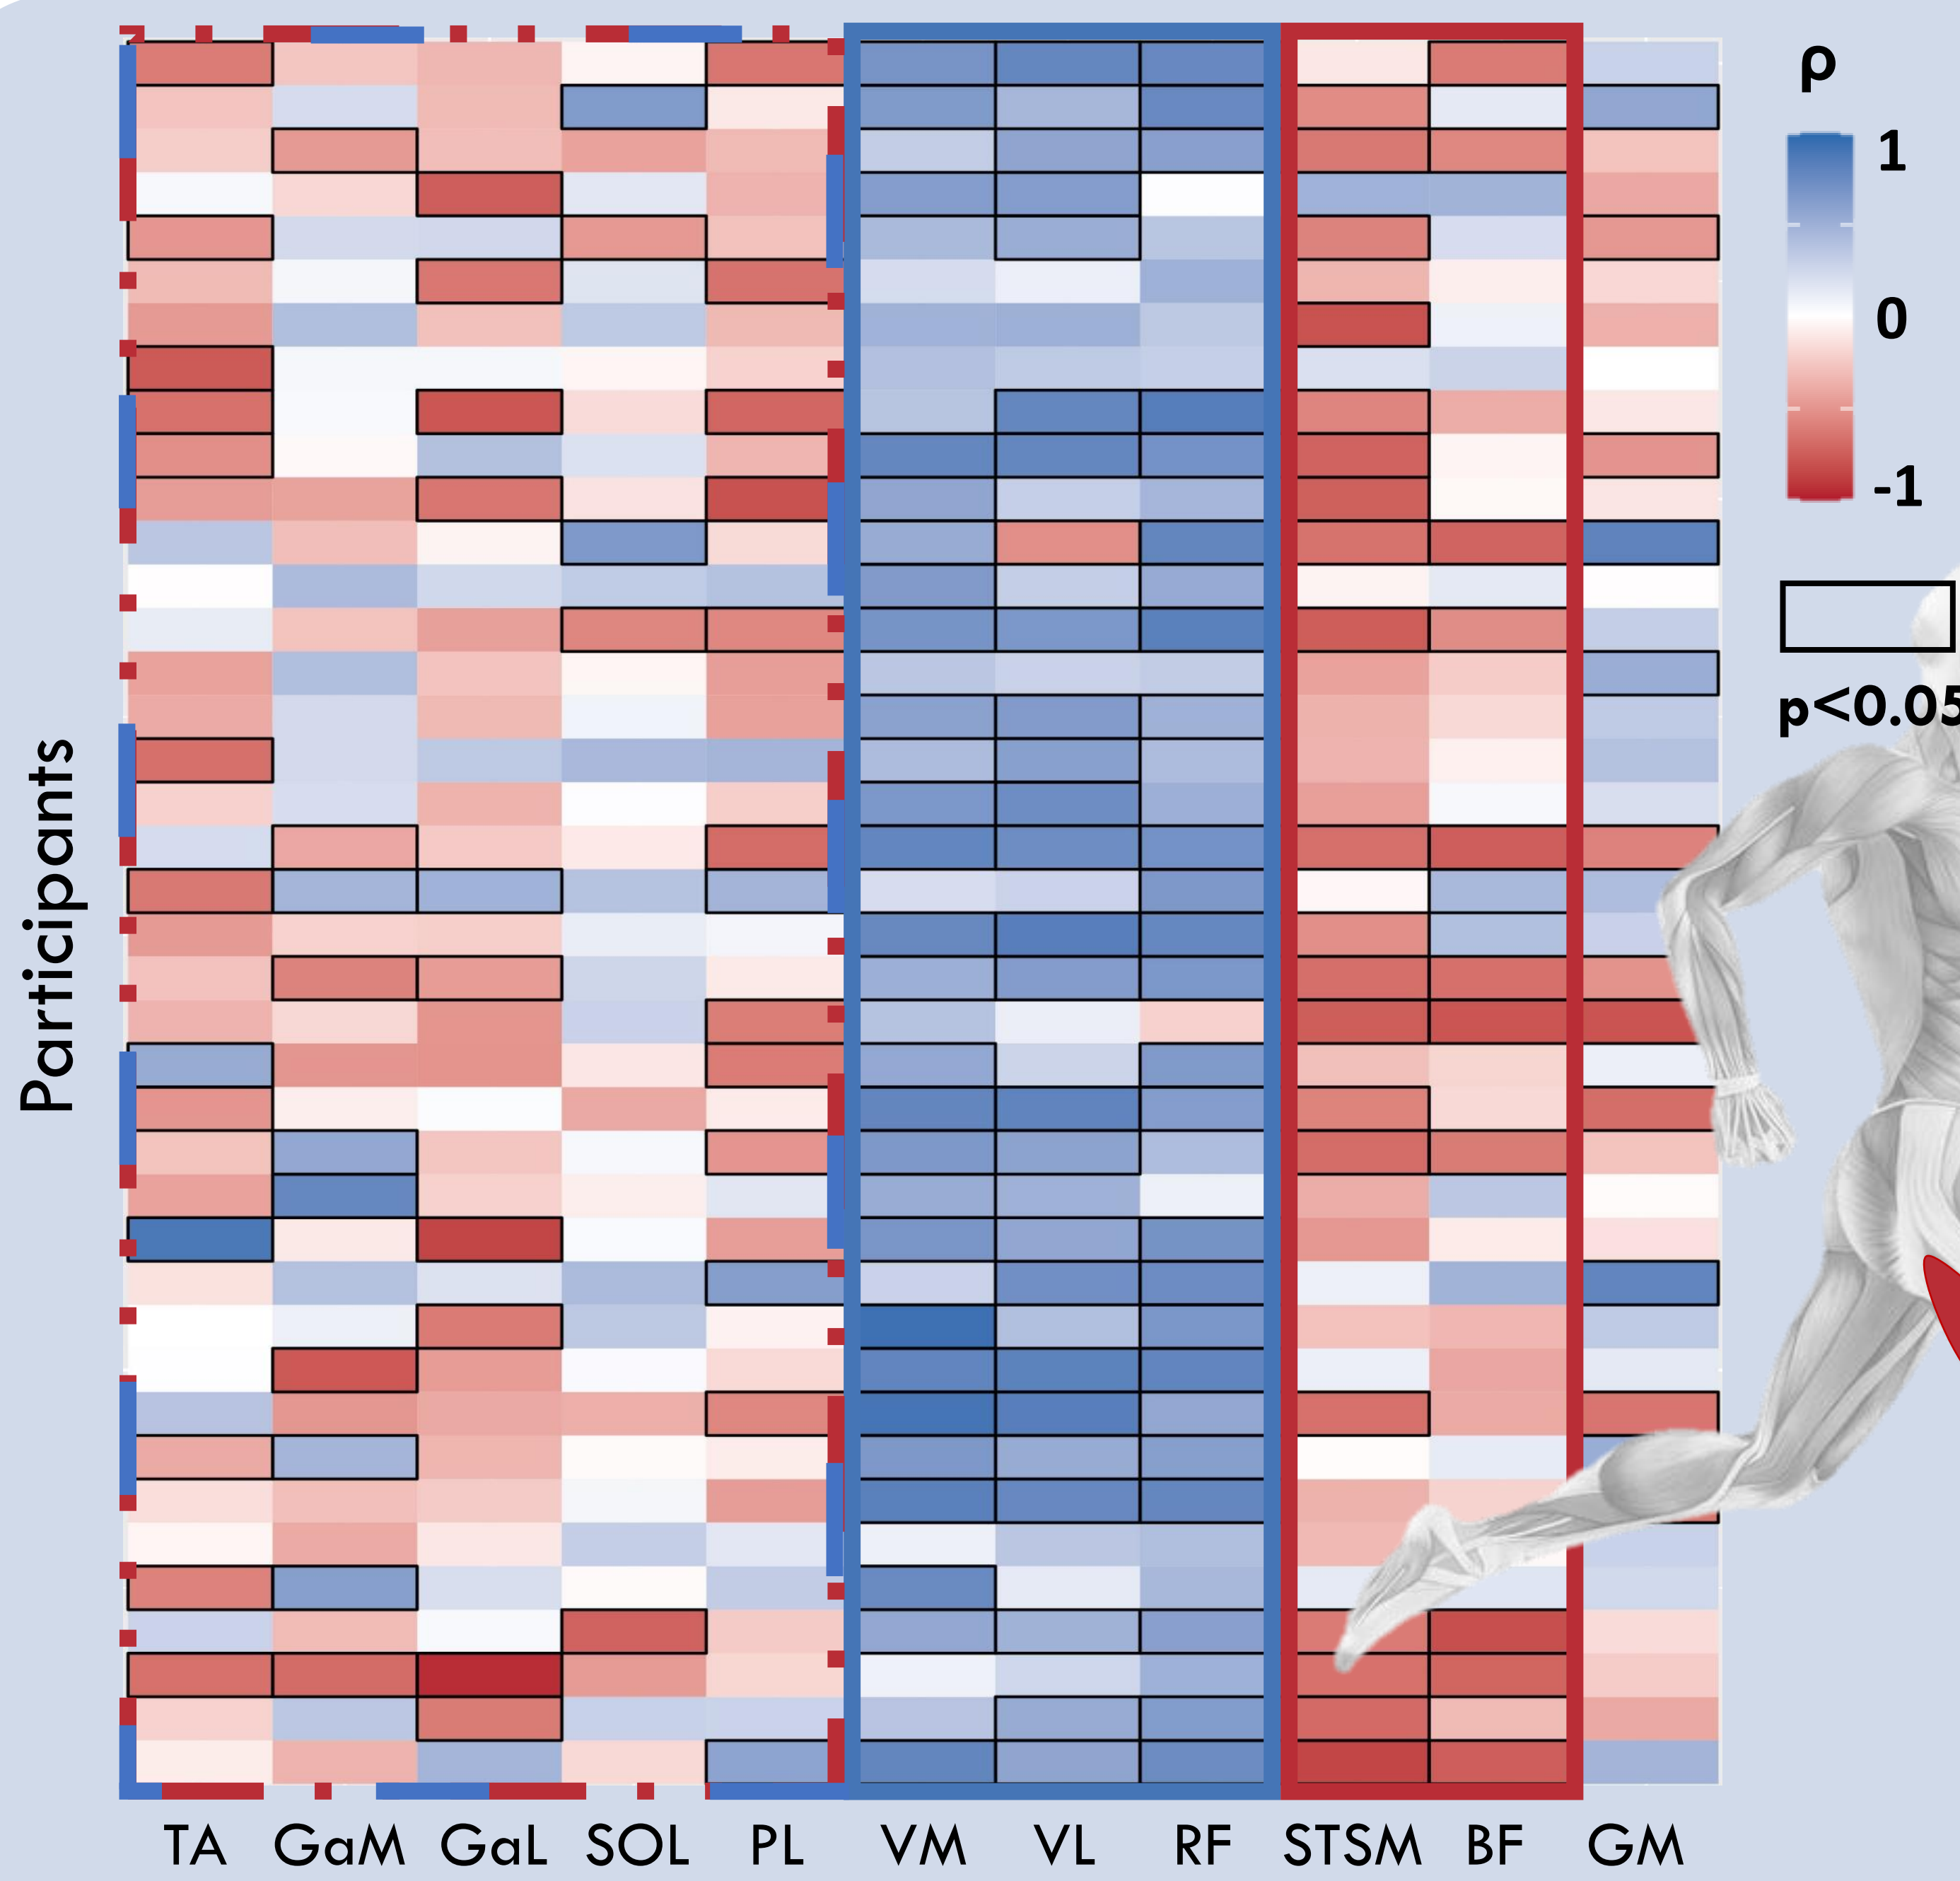 ρ
1
0
-1
p<0.05
Participants
TA GaM GaL SOL PL VM VL RF STSM BF GM